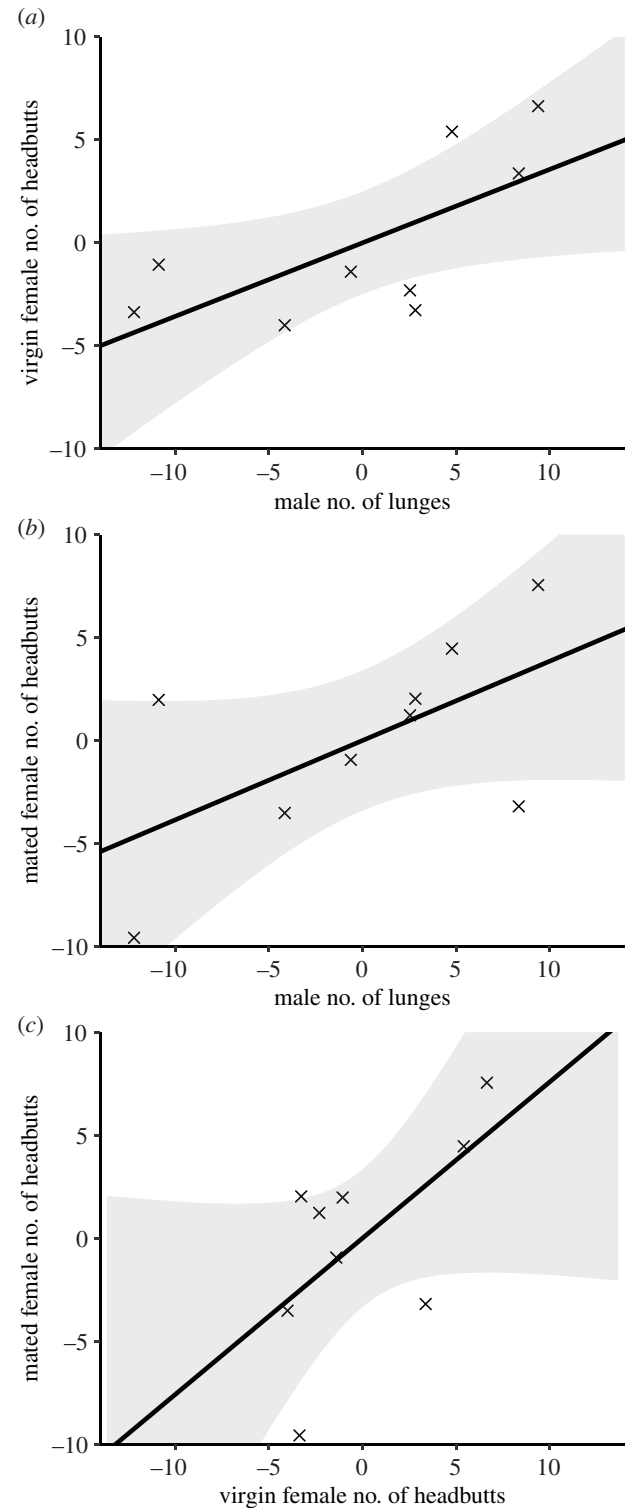 (a)
10
5
0
–5
–10
virgin female no. of headbutts
–10 –5 0 5 10
male no. of lunges
(b)
10
5
0
–5
–10
mated female no. of headbutts
–10 –5 0 5 10
male no. of lunges
(c)
10
5
0
–5
–10
mated female no. of headbutts
–10 –5 0 5 10
virgin female no. of headbutts